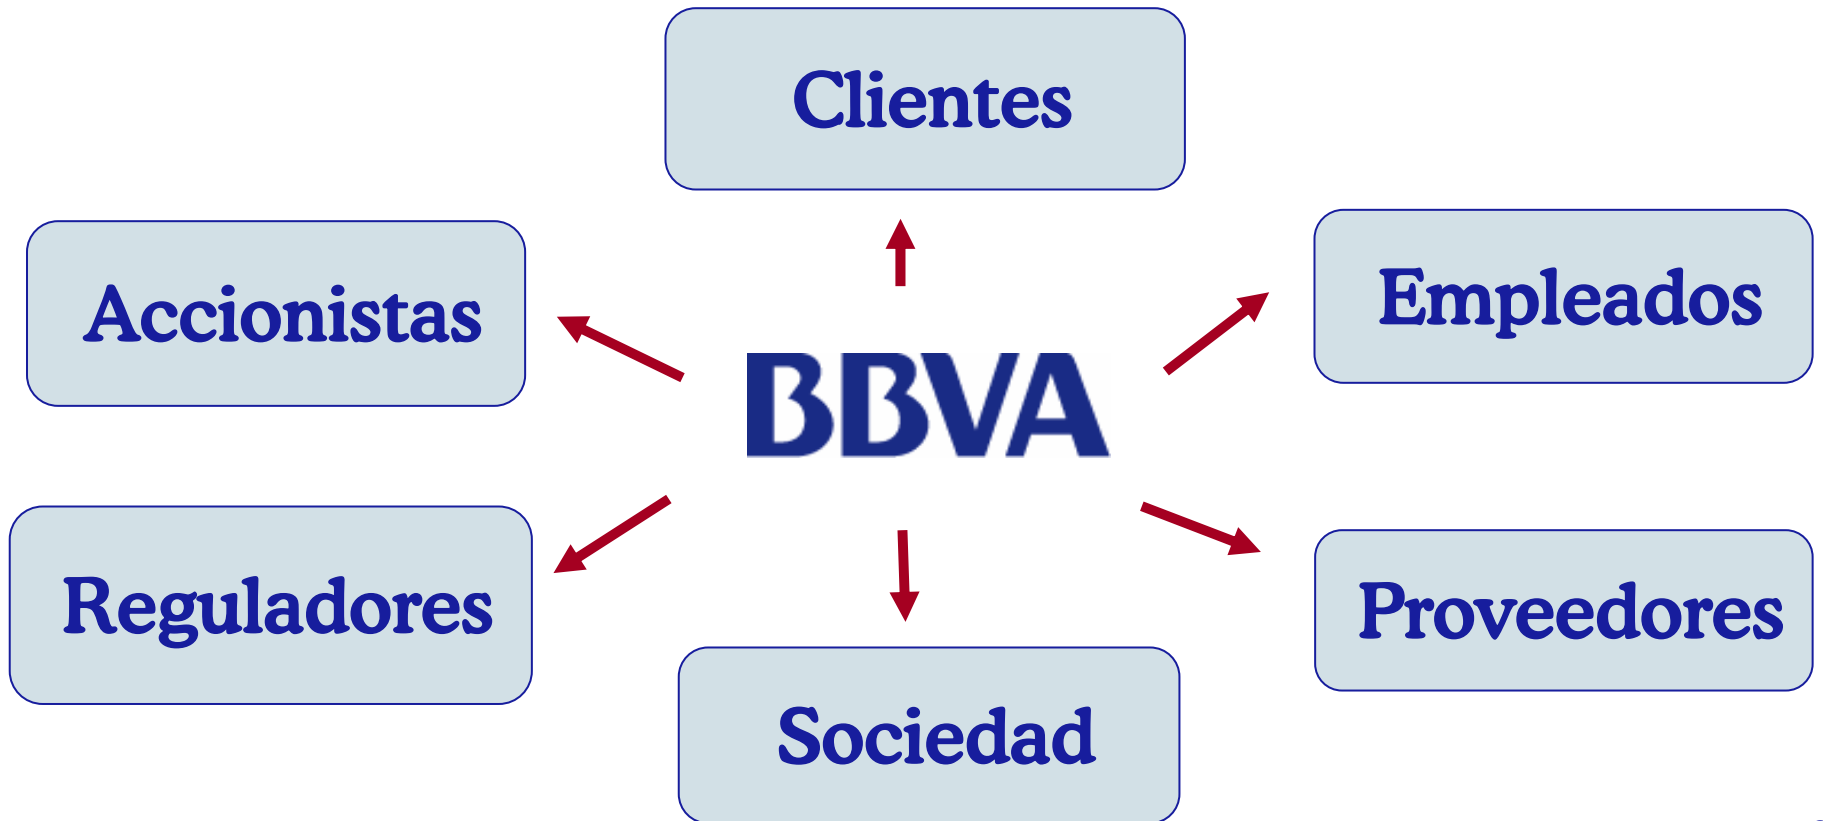 Clientes
Accionistas
Empleados
BBVA
Reguladores
Proveedores
Sociedad